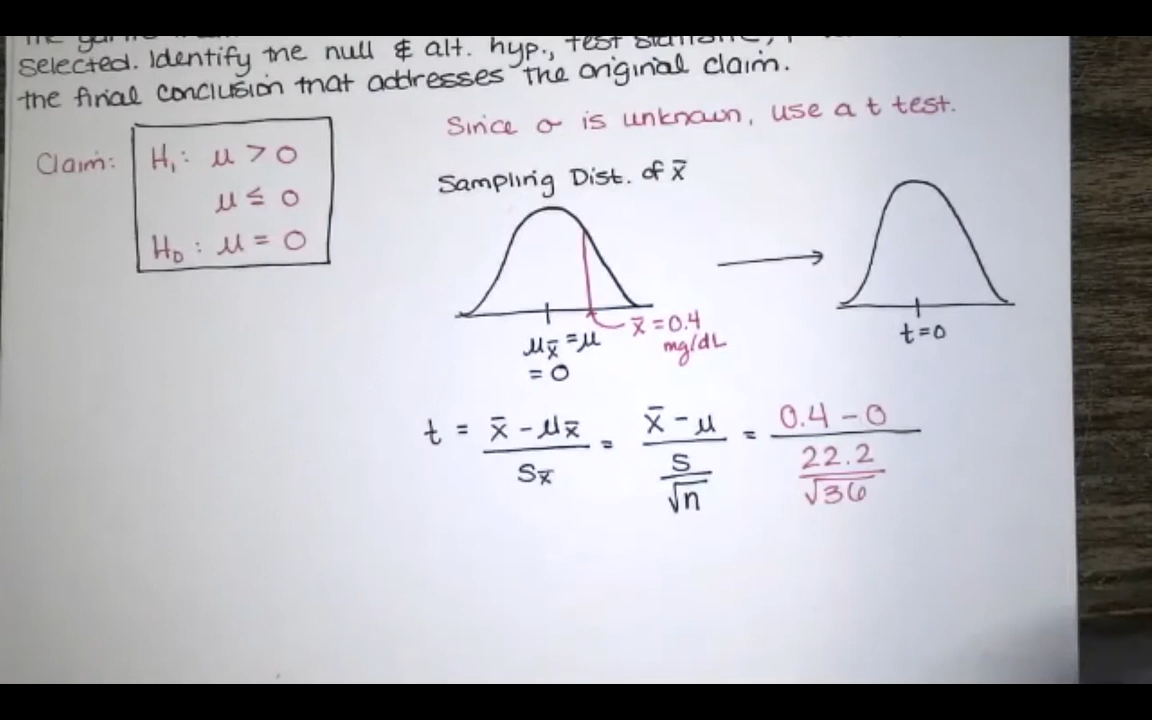 selected. Identify the null & alt. hyp., test
the final conclusion that addresses the original claim.
Since σ is unknown, use a t test.
Claim: H₁: μ > 0
μ ≤ 0
H₀: μ = 0
Sampling Dist. of x̄
μx̄ = μ
= 0
x̄ = 0.4
mg/dL
t = 0
t = (x̄ - μx̄)/(sx̄) = (x̄ - μ)/(s/√n) = (0.4 - 0)/(22.2/√36)